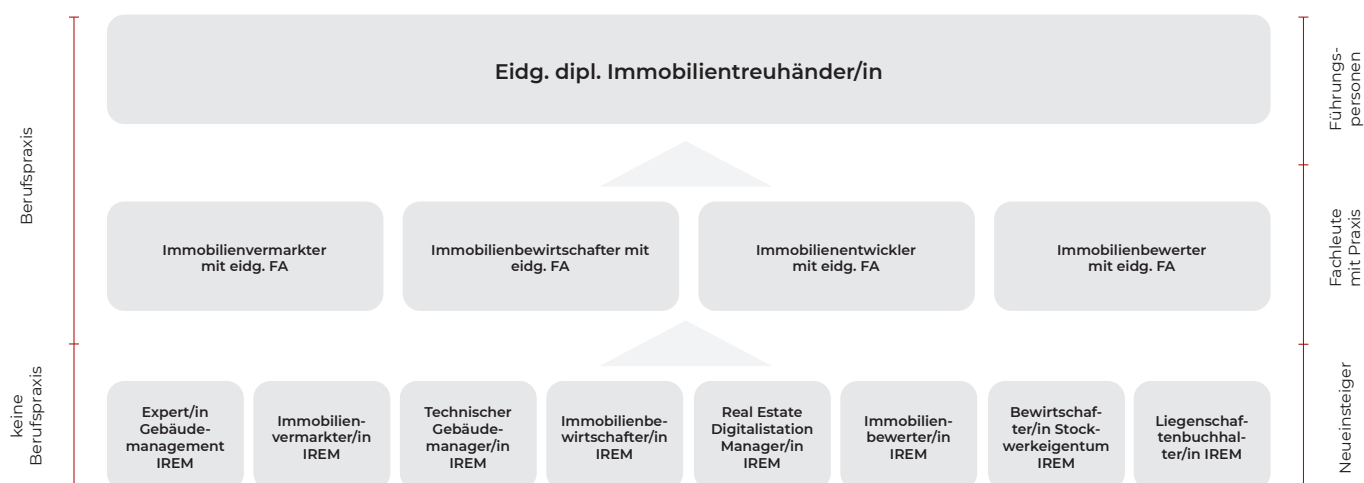 Eidg. dipl. Immobilientreuhänder/in
Führungs-
personen
Berufspraxis
Immobilienvermarkter
mit eidg. FA
Immobilienbewirtschafter mit
eidg. FA
Immobilienentwickler
mit eidg. FA
Immobilienbewerter
mit eidg. FA
Fachleute
mit Praxis
keine
Berufspraxis
Expert/in
Gebäude-
management
IREM
Immobilien-
vermarkter/in
IREM
Technischer
Gebäude-
manager/in
IREM
Immobilienbe-
wirtschafter/in
IREM
Real Estate
Digitalistation
Manager/in
IREM
Immobilien-
bewerter/in
IREM
Bewirtschaf-
ter/in Stock-
werkeigentum
IREM
Liegenschaf-
tenbuchhal-
ter/in IREM
Neueinsteiger